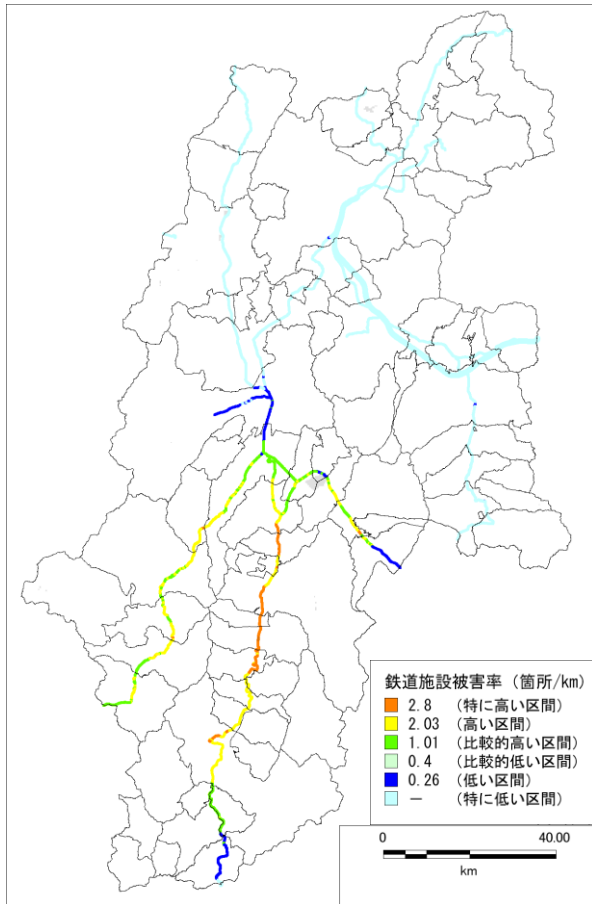 鉄道施設被害率（箇所/km）
2.8 （特に高い区間）
2.03 （高い区間）
1.01 （比較的高い区間）
0.4 （比較的低い区間）
0.26 （低い区間）
－ （特に低い区間）
0 40.00
km